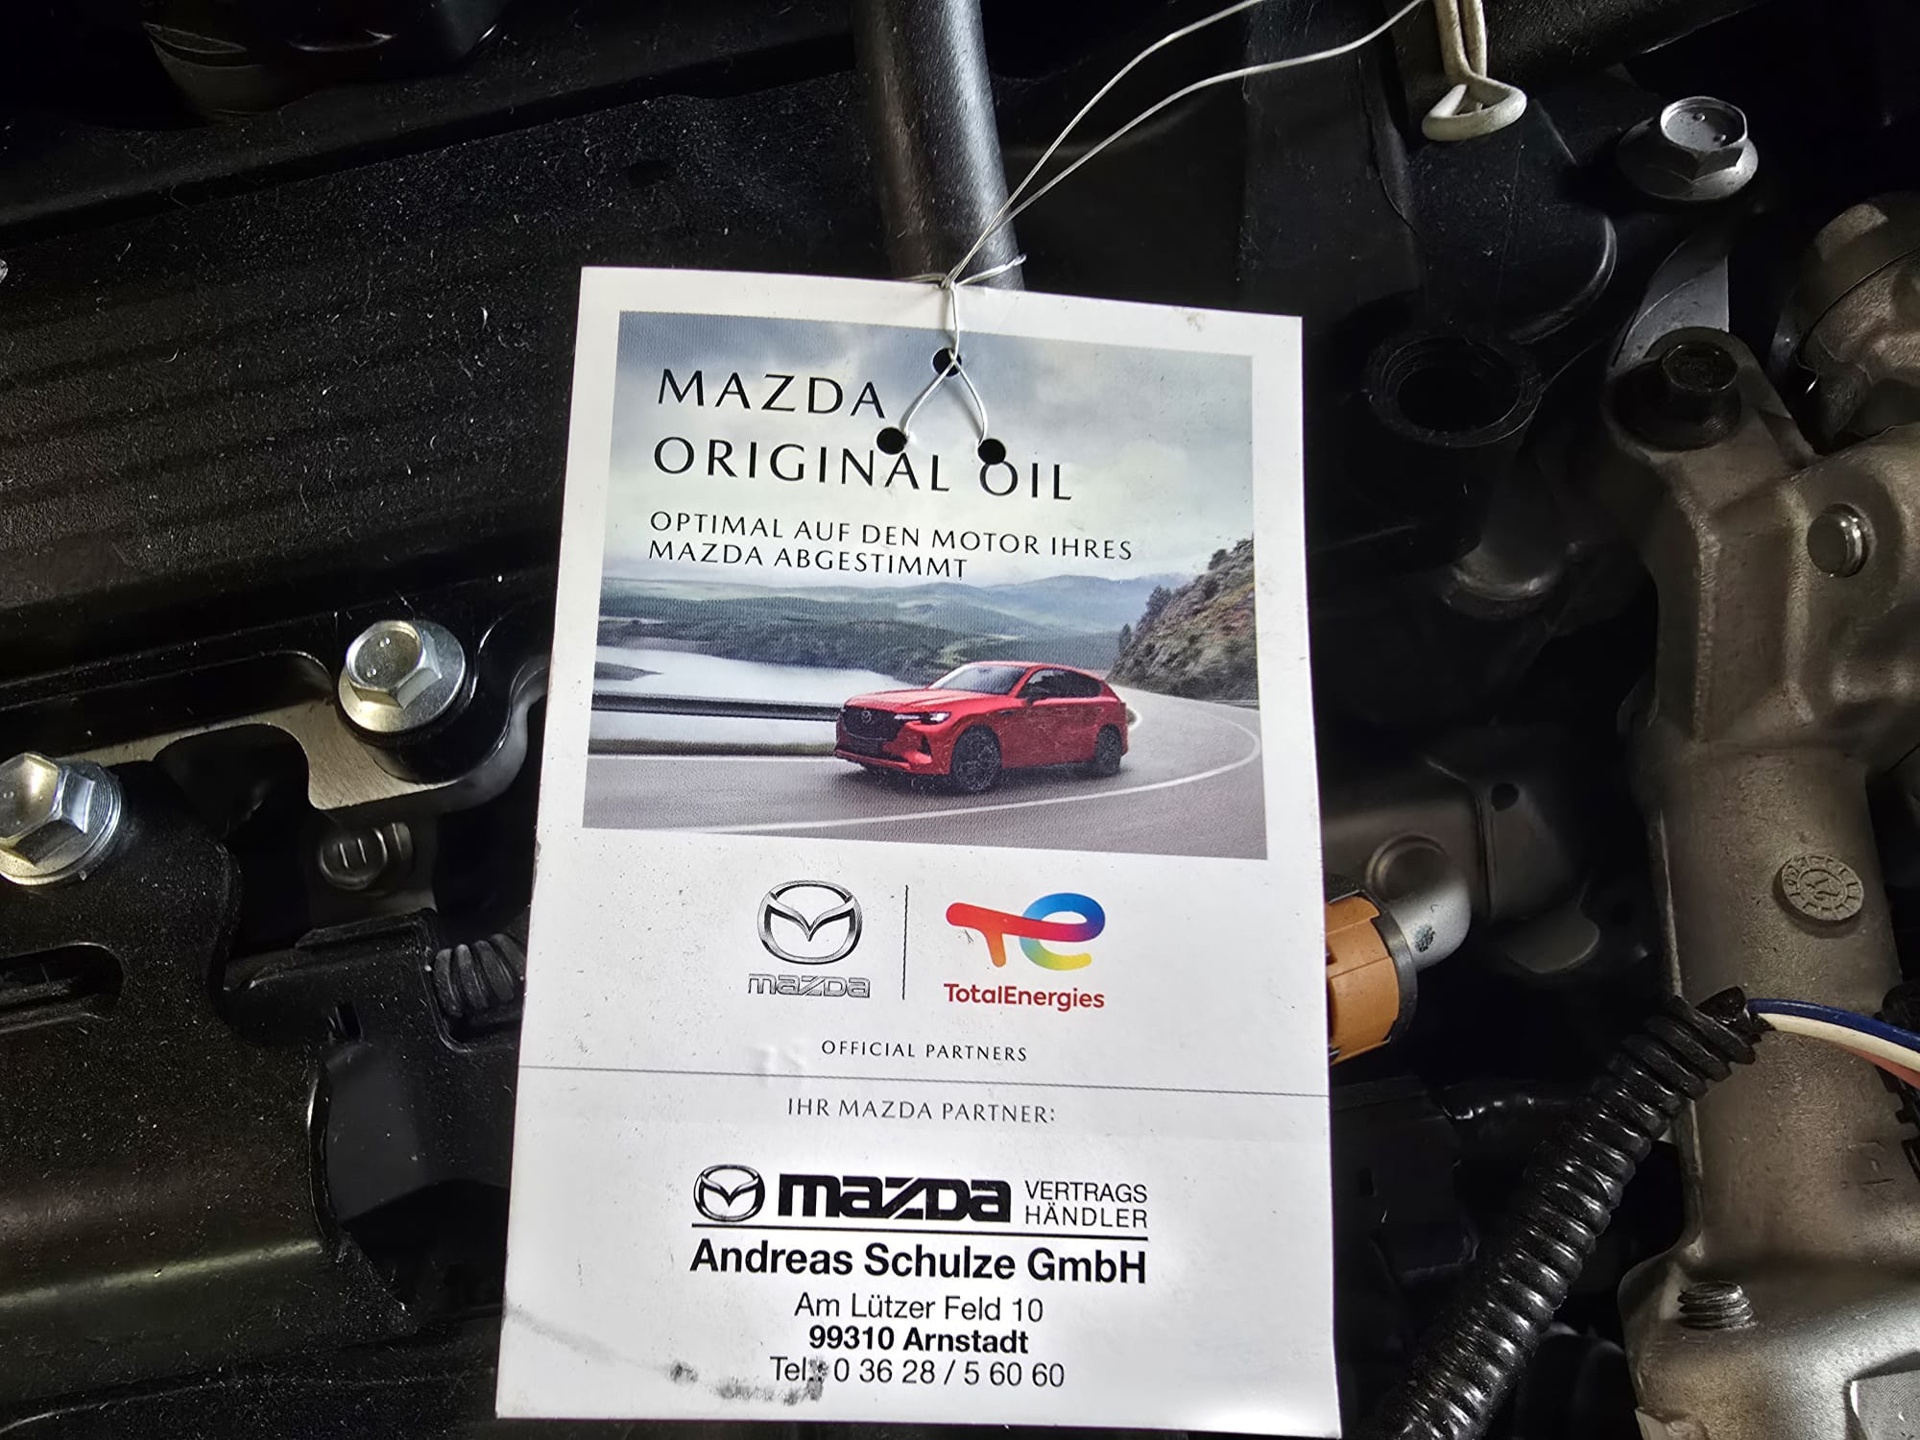 MAZDA
ORIGINAL OIL
OPTIMAL AUF DEN MOTOR IHRES
MAZDA ABGESTIMMT
mazda
TotalEnergies
OFFICIAL PARTNERS
IHR MAZDA PARTNER:
mazda VERTRAGS
HÄNDLER
Andreas Schulze GmbH
Am Lützer Feld 10
99310 Arnstadt
Tel.: 0 36 28 / 5 60 60